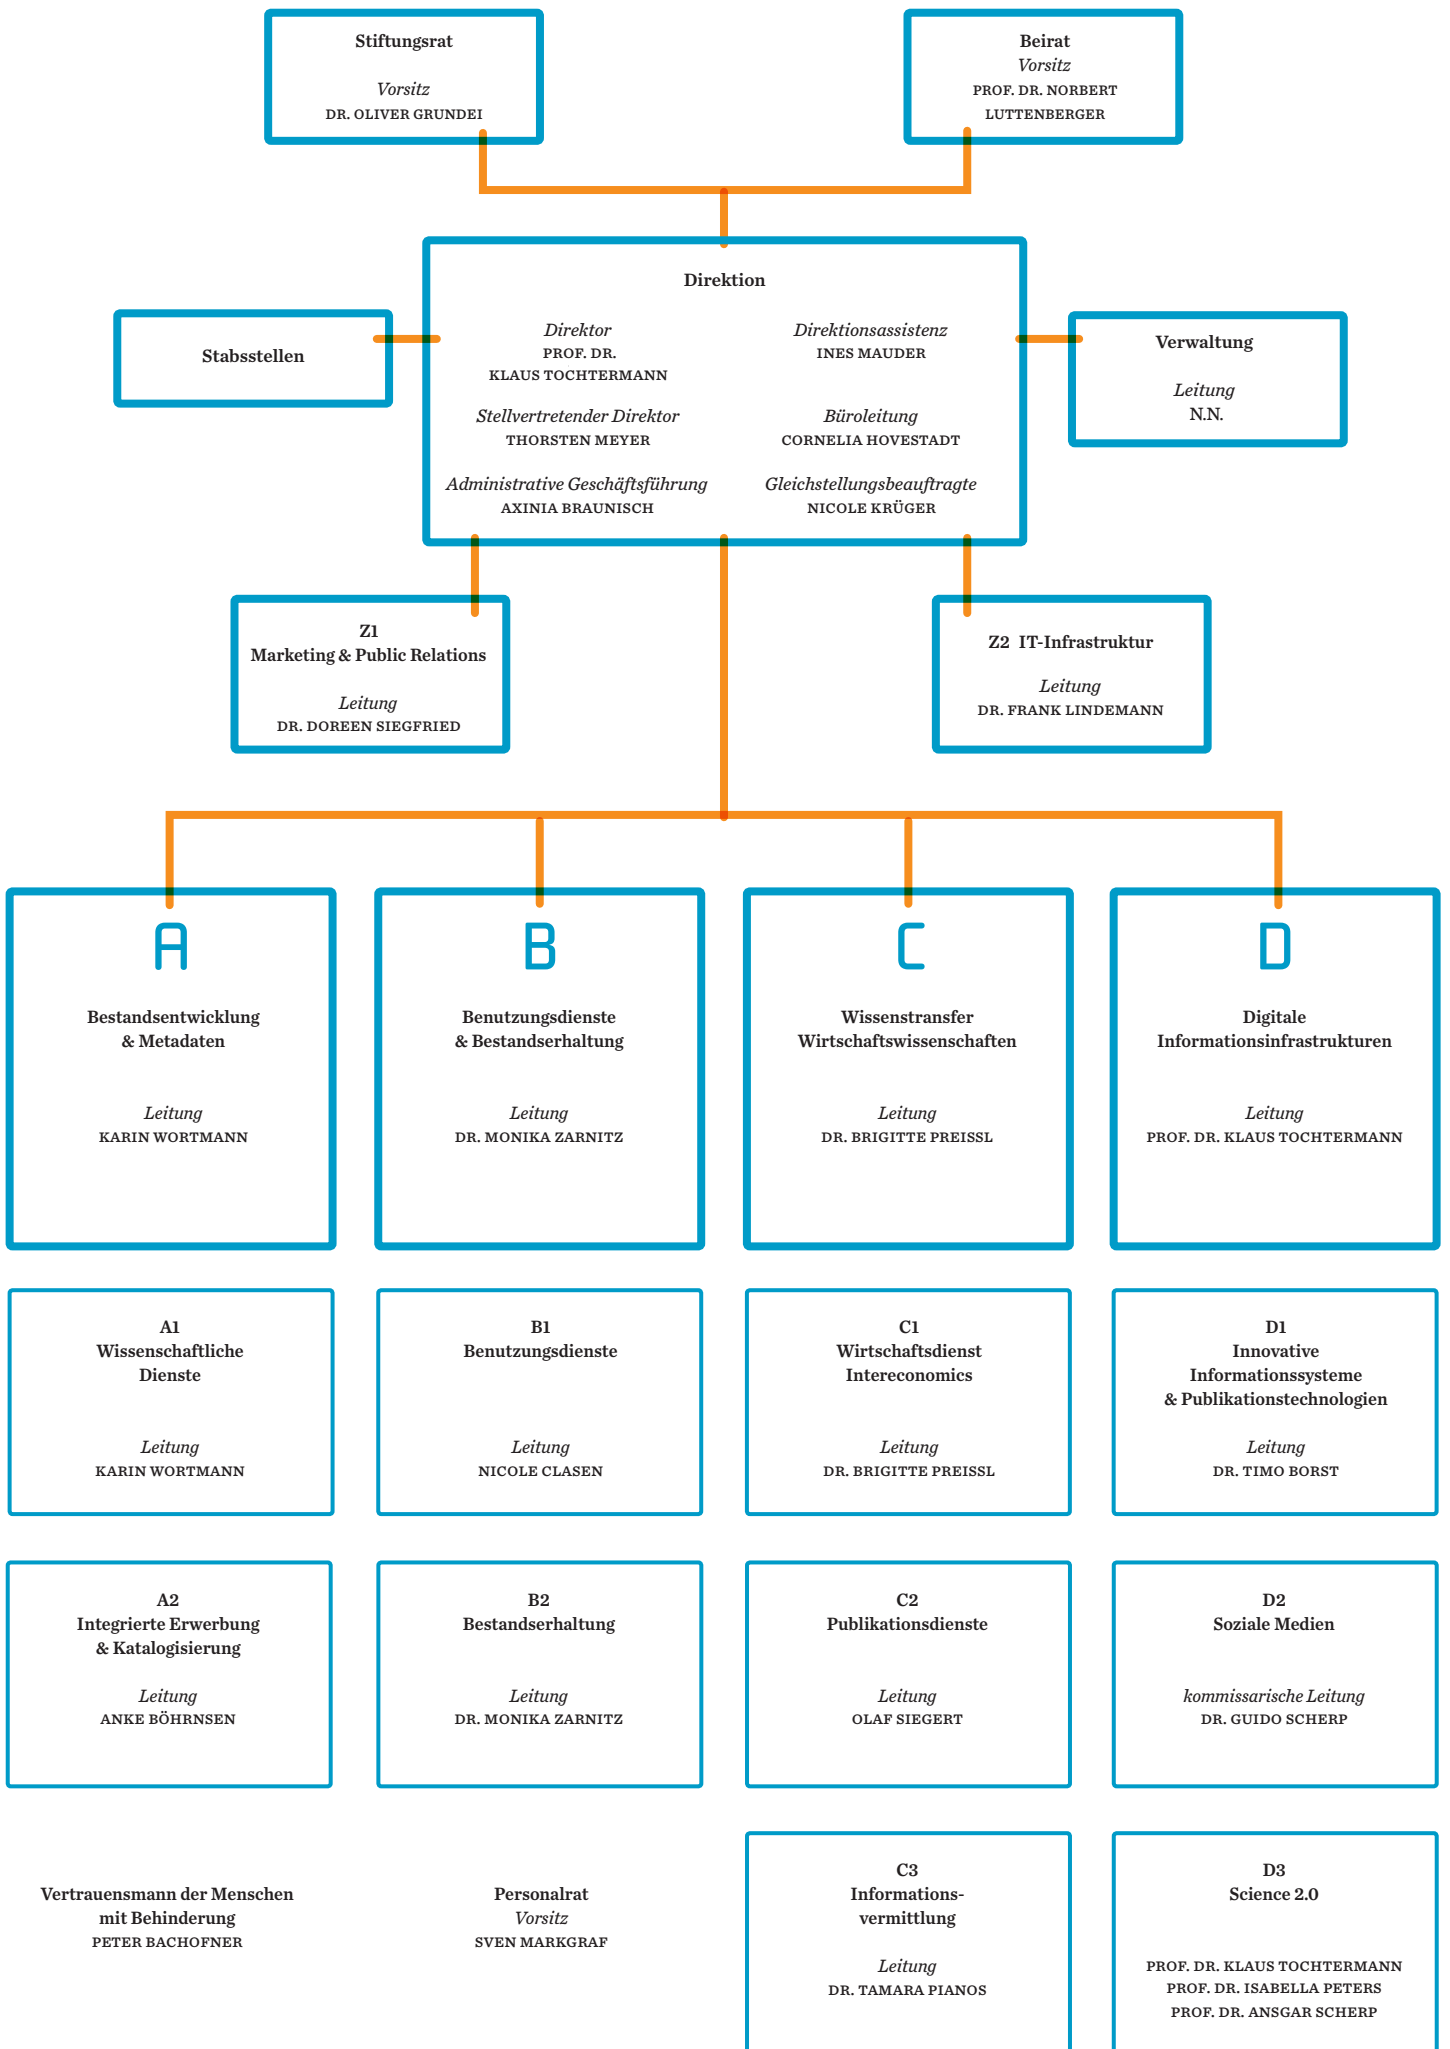 Stiftungsrat
Vorsitz
DR. OLIVER GRUNDEI
Beirat
Vorsitz
PROF. DR. NORBERT
LUTTENBERGER
Direktion
Direktor
PROF. DR.
KLAUS TOCHTERMANN
Direktionsassistenz
INES MAUDER
Stellvertretender Direktor
THORSTEN MEYER
Büroleitung
CORNELIA HOVESTADT
Administrative Geschäftsführung
AXINIA BRAUNISCH
Gleichstellungsbeauftragte
NICOLE KRÜGER
Stabsstellen
Verwaltung
Leitung
N.N.
Z1
Marketing & Public Relations
Leitung
DR. DOREEN SIEGFRIED
Z2 IT-Infrastruktur
Leitung
DR. FRANK LINDEMANN
A
Bestandsentwicklung
& Metadaten
Leitung
KARIN WORTMANN
B
Benutzungsdienste
& Bestandserhaltung
Leitung
DR. MONIKA ZARNITZ
C
Wissenstransfer
Wirtschaftswissenschaften
Leitung
DR. BRIGITTE PREISSL
D
Digitale
Informationsinfrastrukturen
Leitung
PROF. DR. KLAUS TOCHTERMANN
A1
Wissenschaftliche
Dienste
Leitung
KARIN WORTMANN
B1
Benutzungsdienste
Leitung
NICOLE CLASEN
C1
Wirtschaftsdienst
Intereconomics
Leitung
DR. BRIGITTE PREISSL
D1
Innovative
Informationssysteme
& Publikationstechnologien
Leitung
DR. TIMO BORST
A2
Integrierte Erwerbung
& Katalogisierung
Leitung
ANKE BÖHRNSEN
B2
Bestandserhaltung
Leitung
DR. MONIKA ZARNITZ
C2
Publikationsdienste
Leitung
OLAF SIEGERT
D2
Soziale Medien
kommissarische Leitung
DR. GUIDO SCHERP
Vertrauensmann der Menschen
mit Behinderung
PETER BACHOFNER
Personalrat
Vorsitz
SVEN MARKGRAF
C3
Informations-
vermittlung
Leitung
DR. TAMARA PIANOS
D3
Science 2.0
PROF. DR. KLAUS TOCHTERMANN
PROF. DR. ISABELLA PETERS
PROF. DR. ANSGAR SCHERP